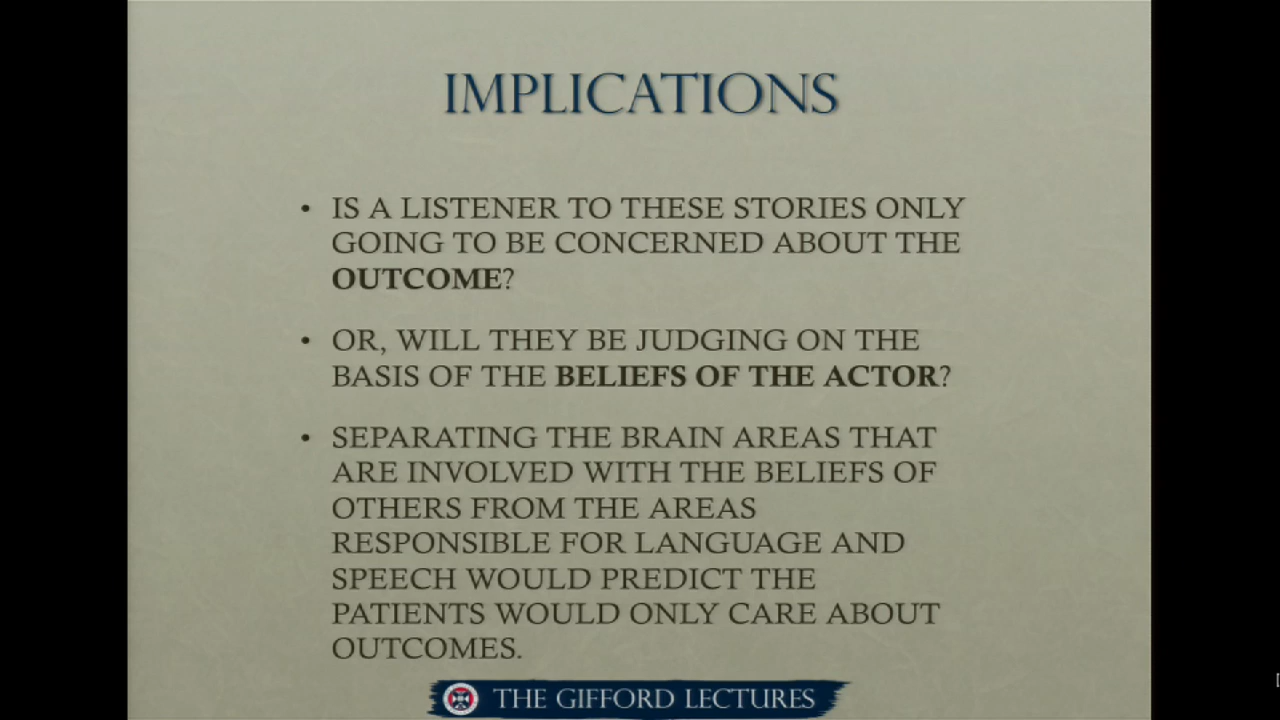 IMPLICATIONS
• IS A LISTENER TO THESE STORIES ONLY
GOING TO BE CONCERNED ABOUT THE
OUTCOME?
• OR, WILL THEY BE JUDGING ON THE
BASIS OF THE BELIEFS OF THE ACTOR?
• SEPARATING THE BRAIN AREAS THAT
ARE INVOLVED WITH THE BELIEFS OF
OTHERS FROM THE AREAS
RESPONSIBLE FOR LANGUAGE AND
SPEECH WOULD PREDICT THE
PATIENTS WOULD ONLY CARE ABOUT
OUTCOMES.
THE GIFFORD LECTURES